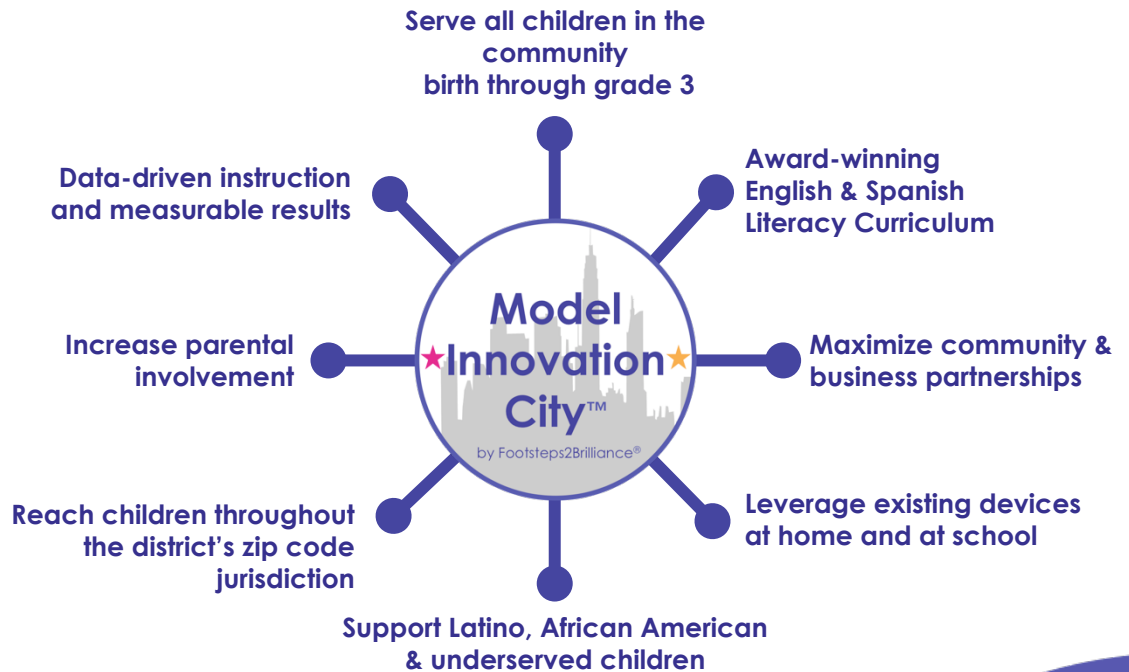 Serve all children in the
community
birth through grade 3
Award-winning
English & Spanish
Literacy Curriculum
Maximize community &
business partnerships
Leverage existing devices
at home and at school
Support Latino, African American
& underserved children
Reach children throughout
the district's zip code
jurisdiction
Increase parental
involvement
Data-driven instruction
and measurable results
Model
Innovation
City™
by Footsteps2Brilliance®